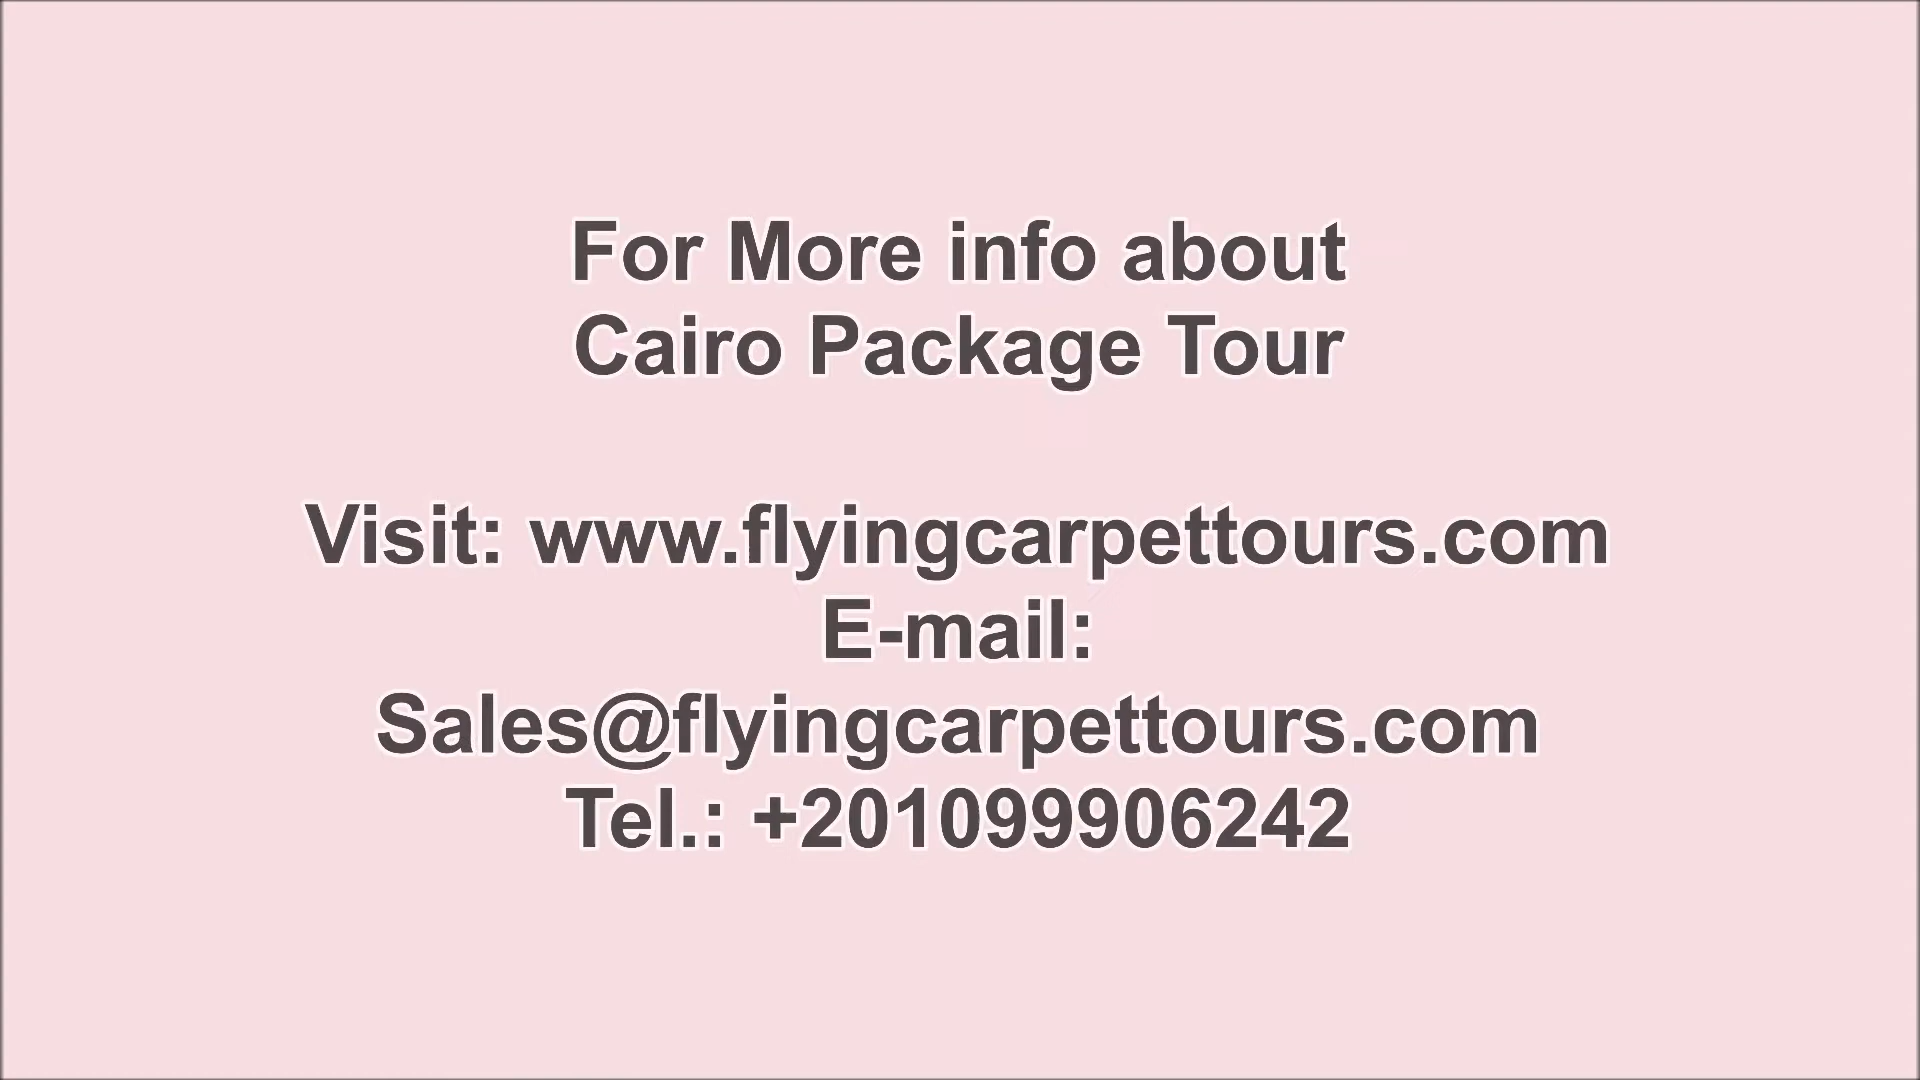 For More info about
Cairo Package Tour
Visit: www.flyingcarpettours.com
E-mail:
Sales@flyingcarpettours.com
Tel.: +201099906242